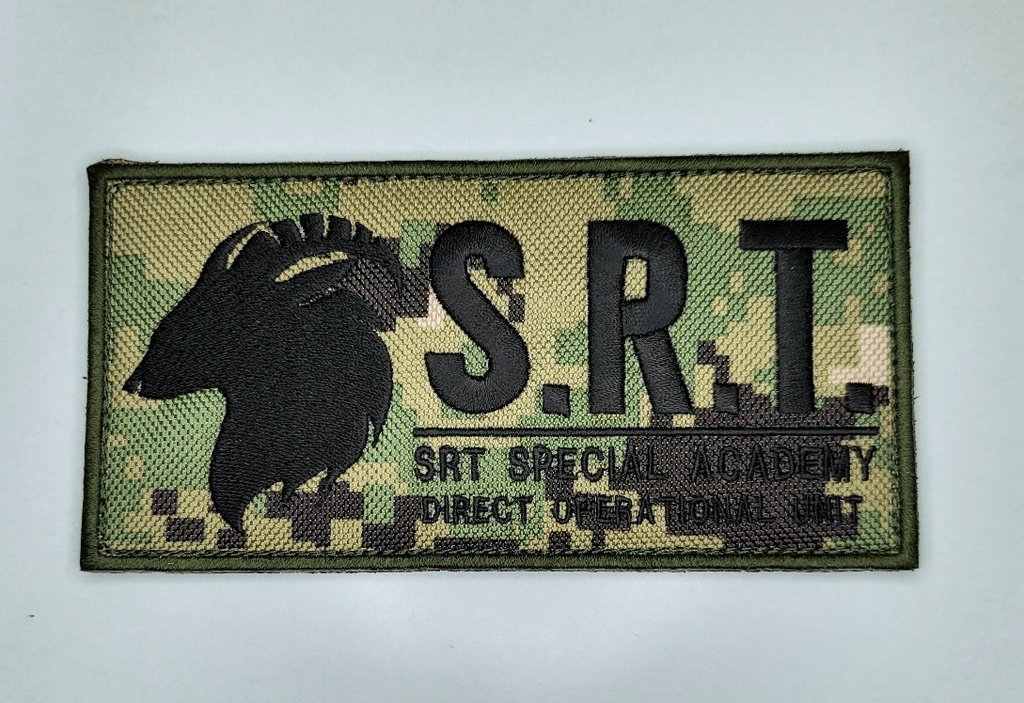 S.R.T.
SRT SPECIAL ACADEMY
DIRECT OPERATIONAL UNIT